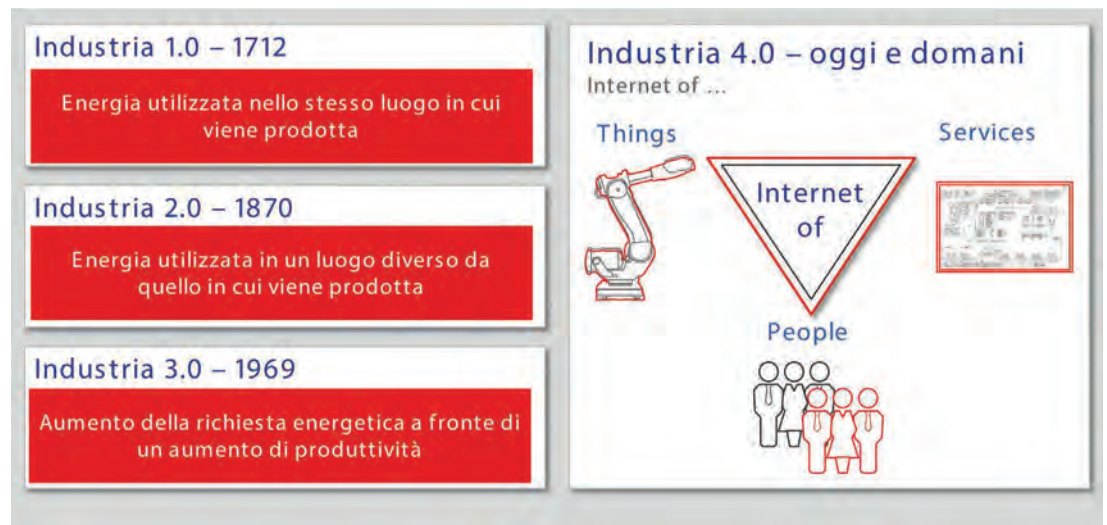 Industria 1.0 – 1712
Energia utilizzata nello stesso luogo in cui
viene prodotta
Industria 2.0 – 1870
Energia utilizzata in un luogo diverso da
quello in cui viene prodotta
Industria 3.0 – 1969
Aumento della richiesta energetica a fronte di
un aumento di produttività
Industria 4.0 – oggi e domani
Internet of ...
Things
Services
Internet
of
People